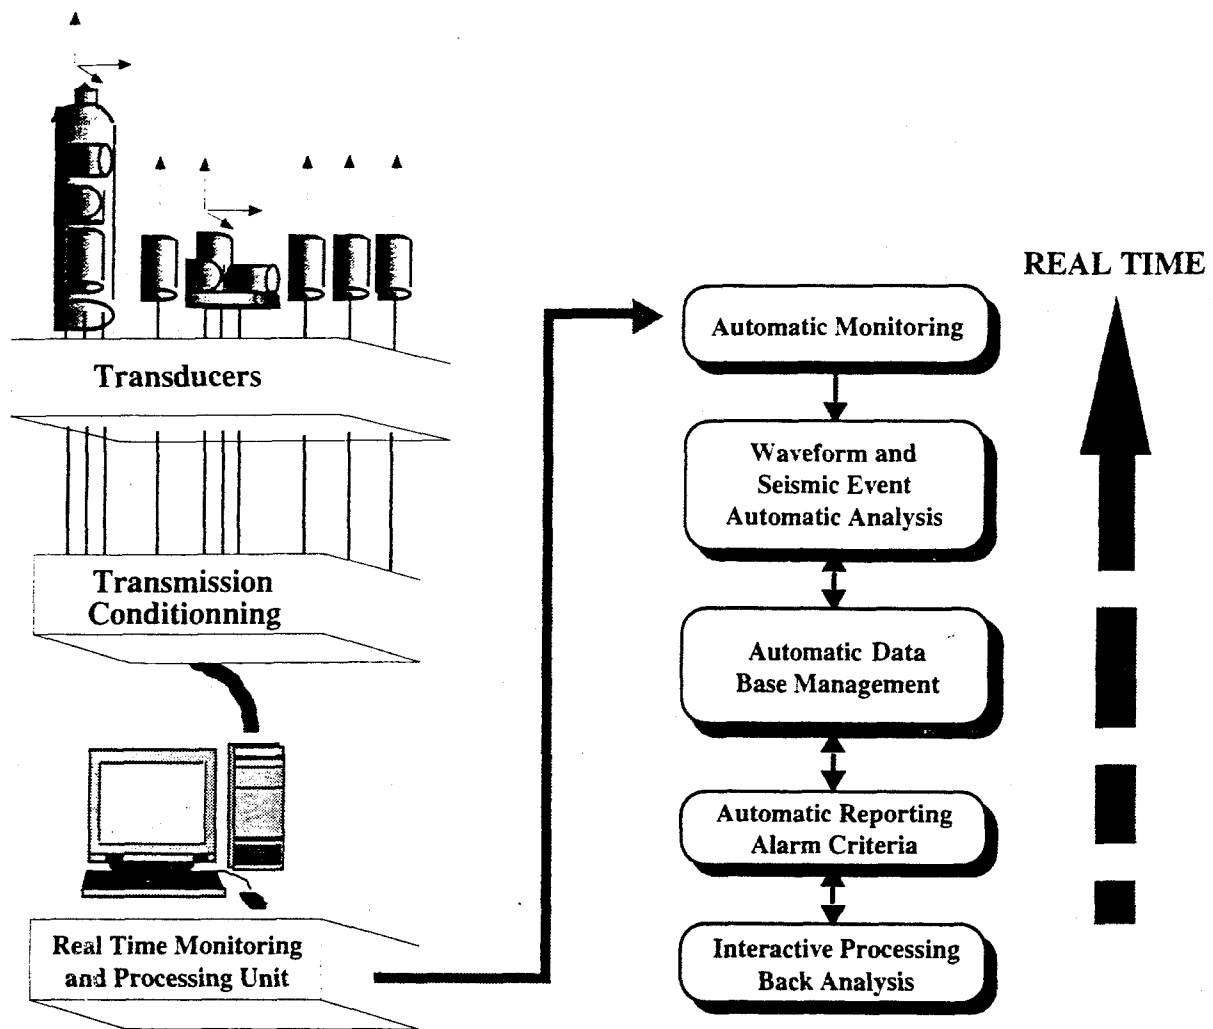 Transducers
Transmission
Conditionning
Real Time Monitoring
and Processing Unit
REAL TIME
Automatic Monitoring
Waveform and
Seismic Event
Automatic Analysis
Automatic Data
Base Management
Automatic Reporting
Alarm Criteria
Interactive Processing
Back Analysis